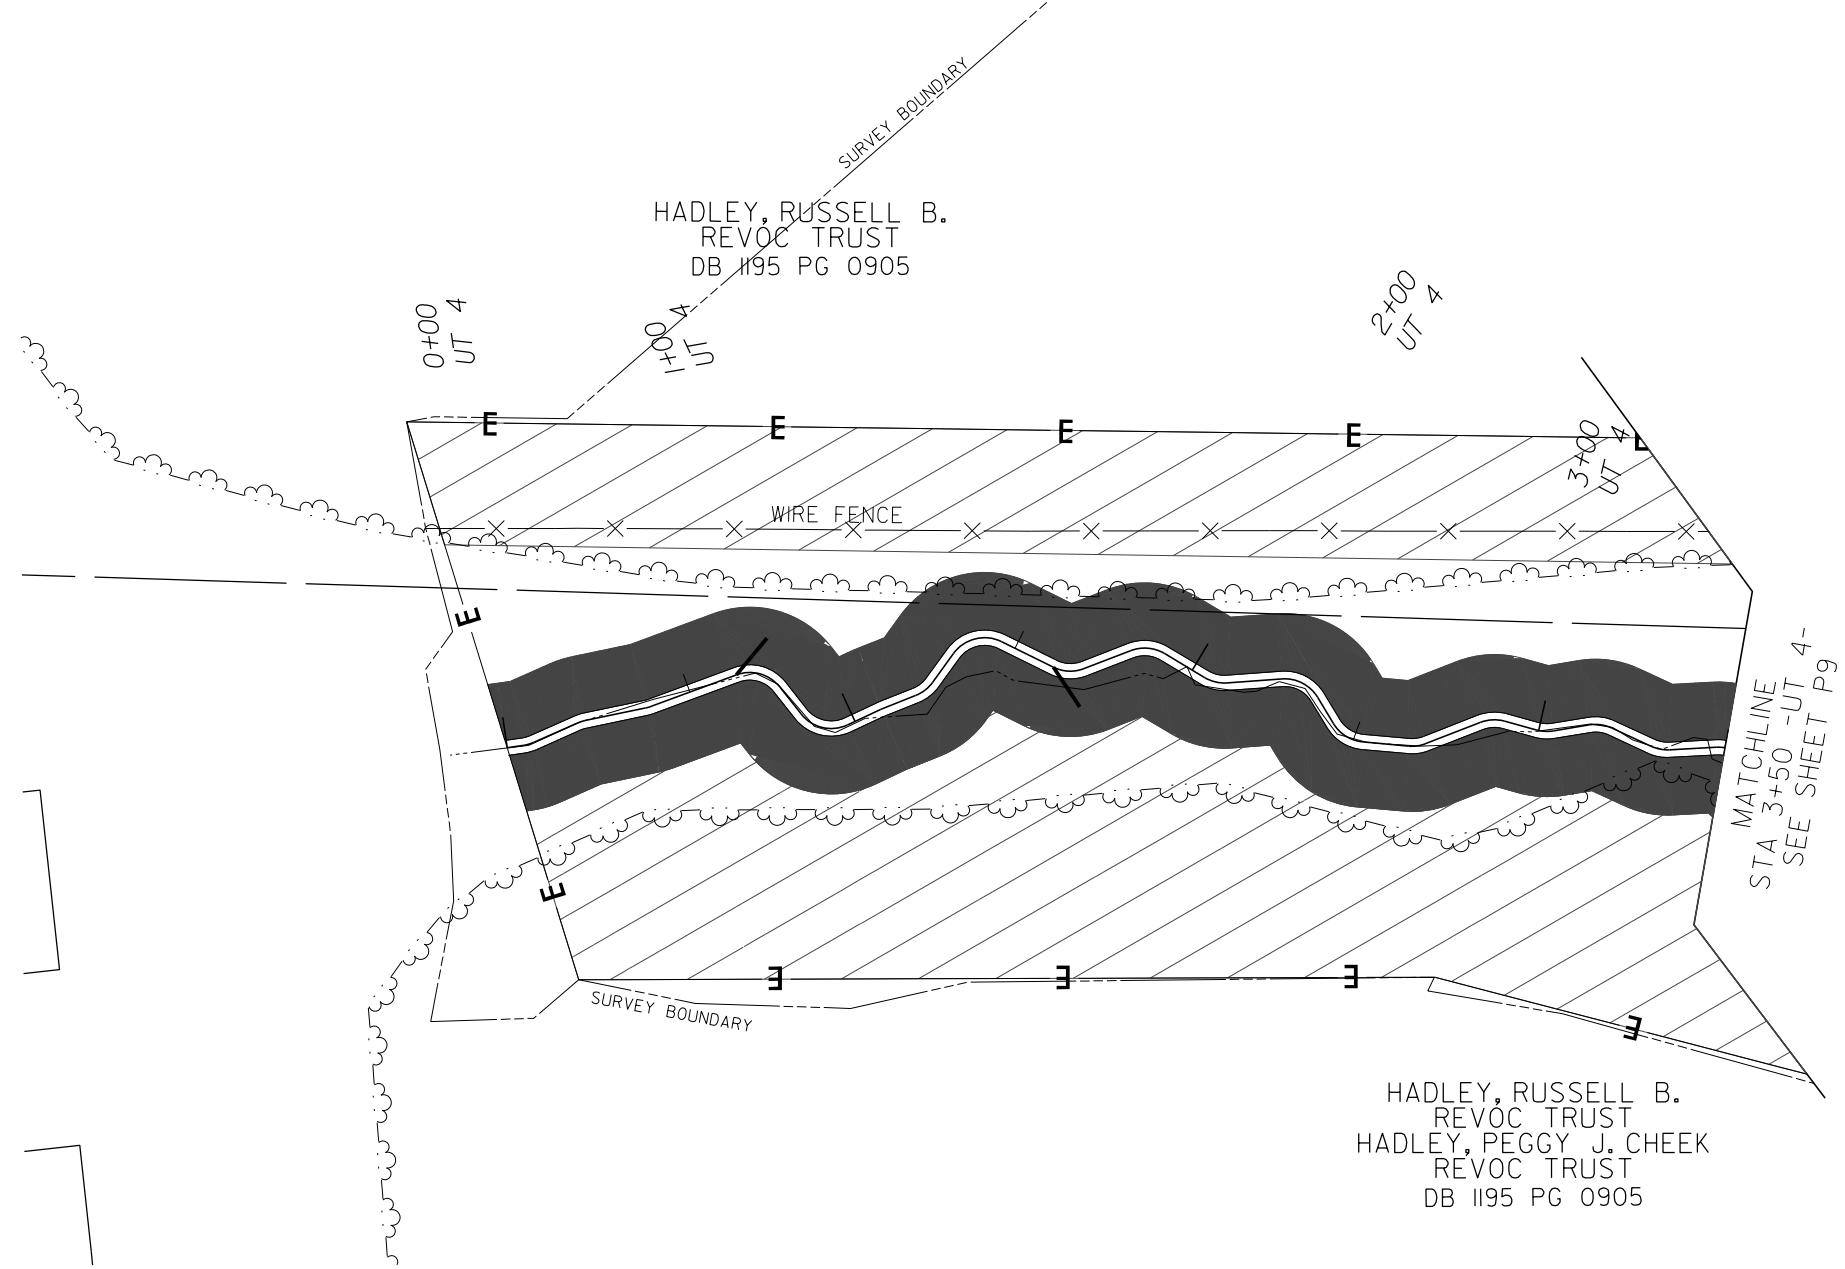 SURVEY BOUNDARY
HADLEY, RUSSELL B.
REVOC TRUST
DB 1195 PG 0905
0+00
UT 4
1+00
UT 4
2+00
UT 4
3+00
UT 4
E
E
E
E
E
WIRE FENCE
E
MATCHLINE
STA 3+50 -UT 4-
SEE SHEET P9
E
E
E
E
E
SURVEY BOUNDARY
HADLEY, RUSSELL B.
REVOC TRUST
HADLEY, PEGGY J. CHEEK
REVOC TRUST
DB 1195 PG 0905